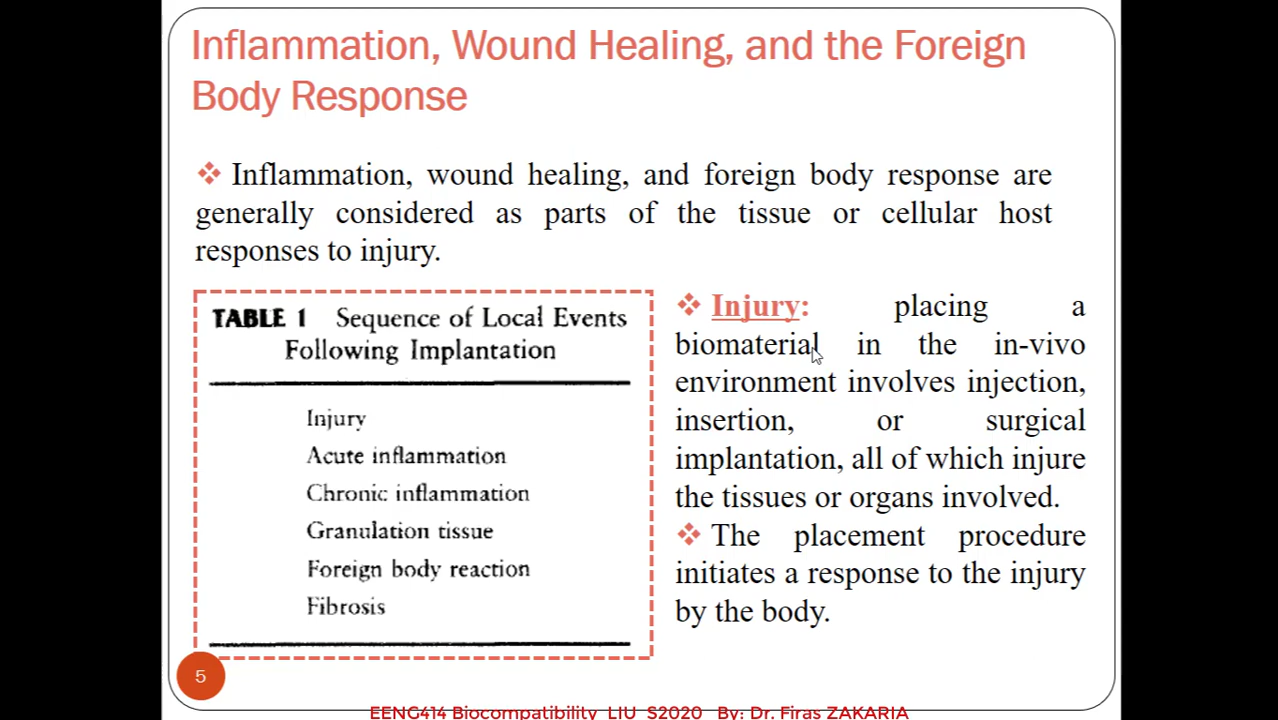 Inflammation, Wound Healing, and the Foreign
Body Response
❖ Inflammation, wound healing, and foreign body response are
generally considered as parts of the tissue or cellular host
responses to injury.
TABLE 1 Sequence of Local Events
Following Implantation
Injury
Acute inflammation
Chronic inflammation
Granulation tissue
Foreign body reaction
Fibrosis
❖ Injury: placing a
biomaterial in the in-vivo
environment involves injection,
insertion, or surgical
implantation, all of which injure
the tissues or organs involved.
❖ The placement procedure
initiates a response to the injury
by the body.
5
EENG414 Biocompatibility LIU S2020 By: Dr. Firas ZAKARIA